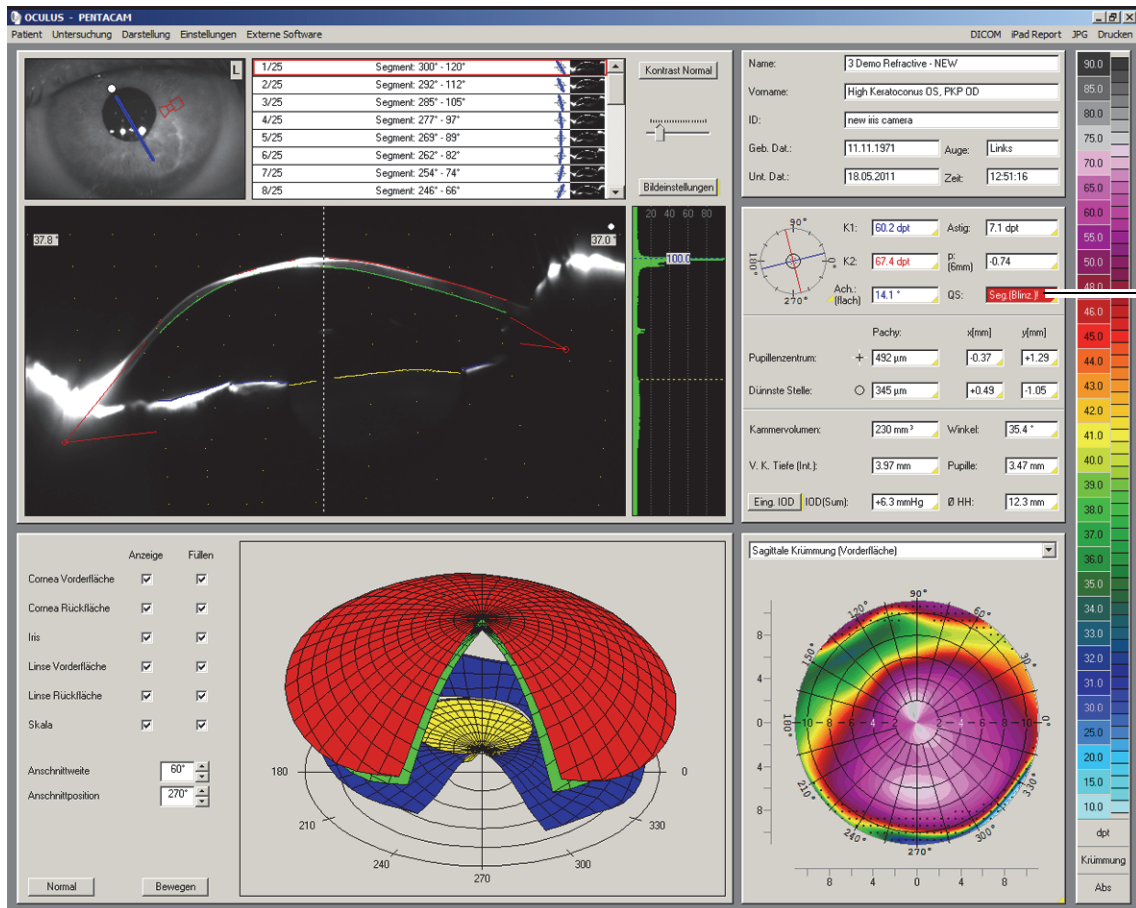 OCULUS - PENTACAM
Patient Untersuchung Darstellung Einstellungen Externe Software DICOM iPad Report JPG Drucken
L
1/25 Segment: 300° - 120°
2/25 Segment: 292° - 112°
3/25 Segment: 285° - 105°
4/25 Segment: 277° - 97°
5/25 Segment: 269° - 89°
6/25 Segment: 262° - 82°
7/25 Segment: 254° - 74°
8/25 Segment: 246° - 66°
Kontrast Normal
Bildeinstellungen
37.8 °
37.0 °
20 40 60 80
100.0
Name: 3 Demo Refractive - NEW
Vorname: High Keratoconus OS, PKP OD
ID: new iris camera
Geb. Dat.: 11.11.1971 Auge: Links
Unt. Dat.: 18.05.2011 Zeit: 12:51:16
90°
180°
0°
270°
K1: 60.2 dpt Astig: 7.1 dpt
K2: 67.4 dpt p: (6mm) -0.74
Ach.: (flach) 14.1 ° QS: Seg.(Blinz.)!
Pachy: x[mm] y[mm]
Pupillenzentrum: + 492 µm -0.37 +1.29
Dünnste Stelle: O 345 µm +0.49 -1.05
Kammervolumen: 230 mm³ Winkel: 35.4 °
V. K. Tiefe (Int.): 3.97 mm Pupille: 3.47 mm
Eing. IOD IOD(Sum): +6.3 mmHg Ø HH: 12.3 mm
Anzeige Füllen
Cornea Vorderfläche
Cornea Rückfläche
Iris
Linse Vorderfläche
Linse Rückfläche
Skala
Anschnittweite 60°
Anschnittposition 270°
Normal Bewegen
180
0
210
330
240
300
270
Sagittale Krümmung (Vorderfläche)
90°
120°
60°
150°
30°
180°
0°
210°
330°
240°
300°
270°
8
4
0
4
8
10 8 6 4 2 2 4 6 8 10
8 4 0 4 8
90.0
85.0
80.0
75.0
70.0
65.0
60.0
55.0
50.0
48.0
46.0
45.0
44.0
43.0
42.0
41.0
40.0
39.0
38.0
37.0
36.0
35.0
34.0
33.0
32.0
31.0
30.0
25.0
20.0
15.0
10.0
dpt
Krümmung
Abs